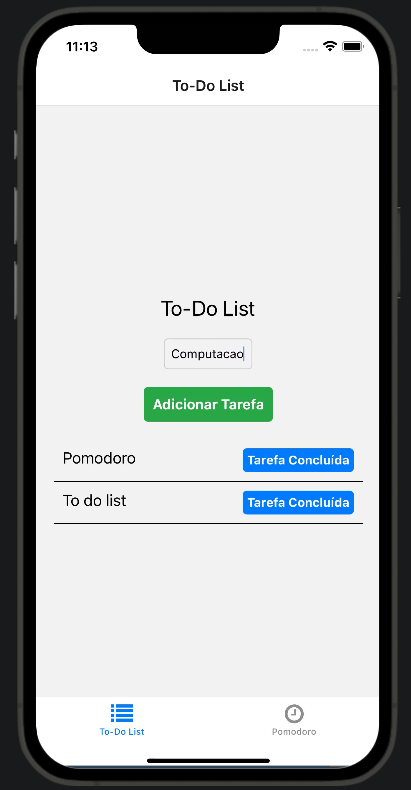 11:13
To-Do List
To-Do List
Computacao
Adicionar Tarefa
Pomodoro Tarefa Concluída
To do list Tarefa Concluída
To-Do List Pomodoro